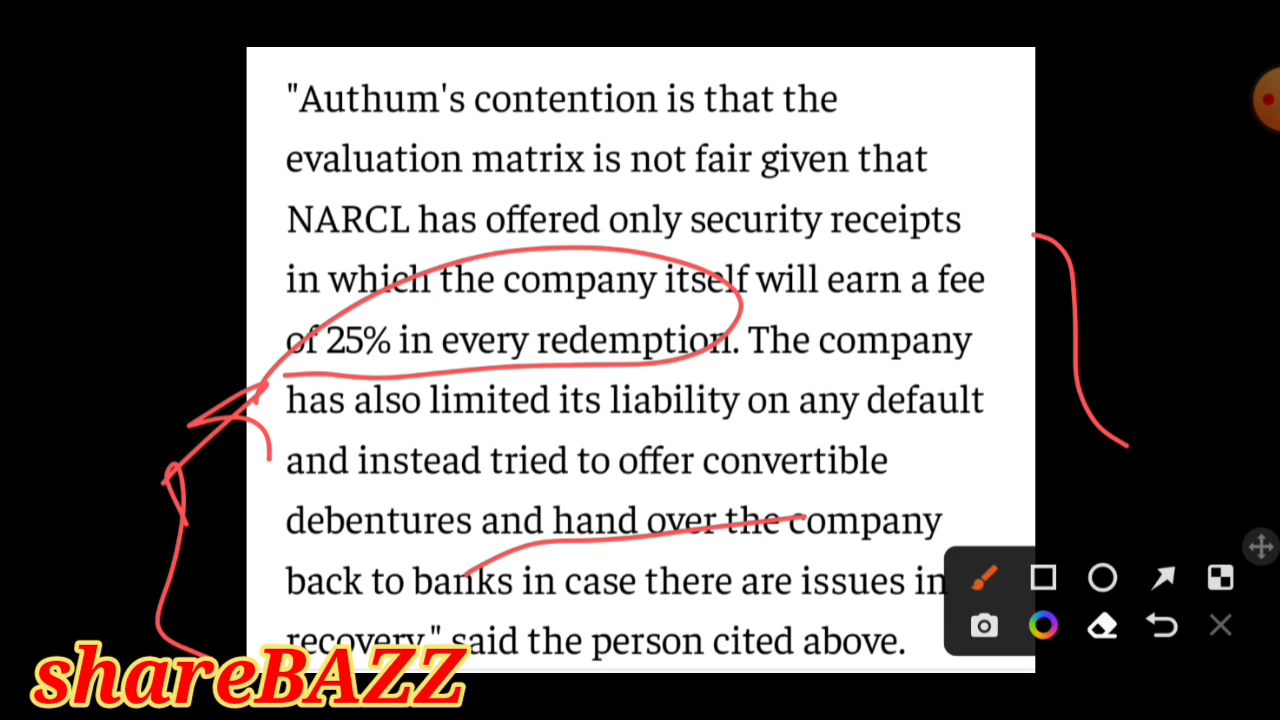 "Authum's contention is that the
evaluation matrix is not fair given that
NARCL has offered only security receipts
in which the company itself will earn a fee
of 25% in every redemption. The company
has also limited its liability on any default
and instead tried to offer convertible
debentures and hand over the company
back to banks in case there are issues in
recovery," said the person cited above.
shareBAZZ